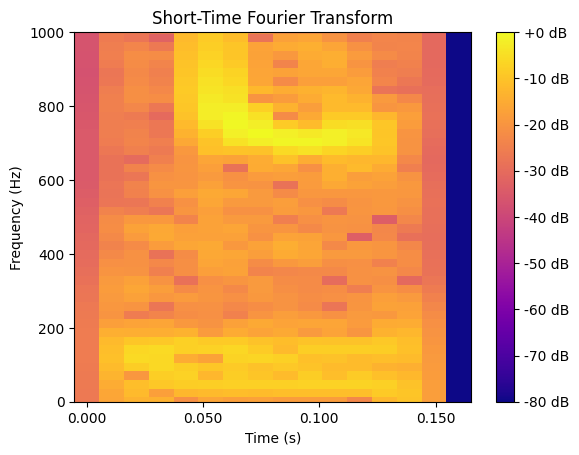 Short-Time Fourier Transform
1000
800
600
400
200
0
Frequency (Hz)
0.000
0.050
0.100
0.150
Time (s)
+0 dB
-10 dB
-20 dB
-30 dB
-40 dB
-50 dB
-60 dB
-70 dB
-80 dB